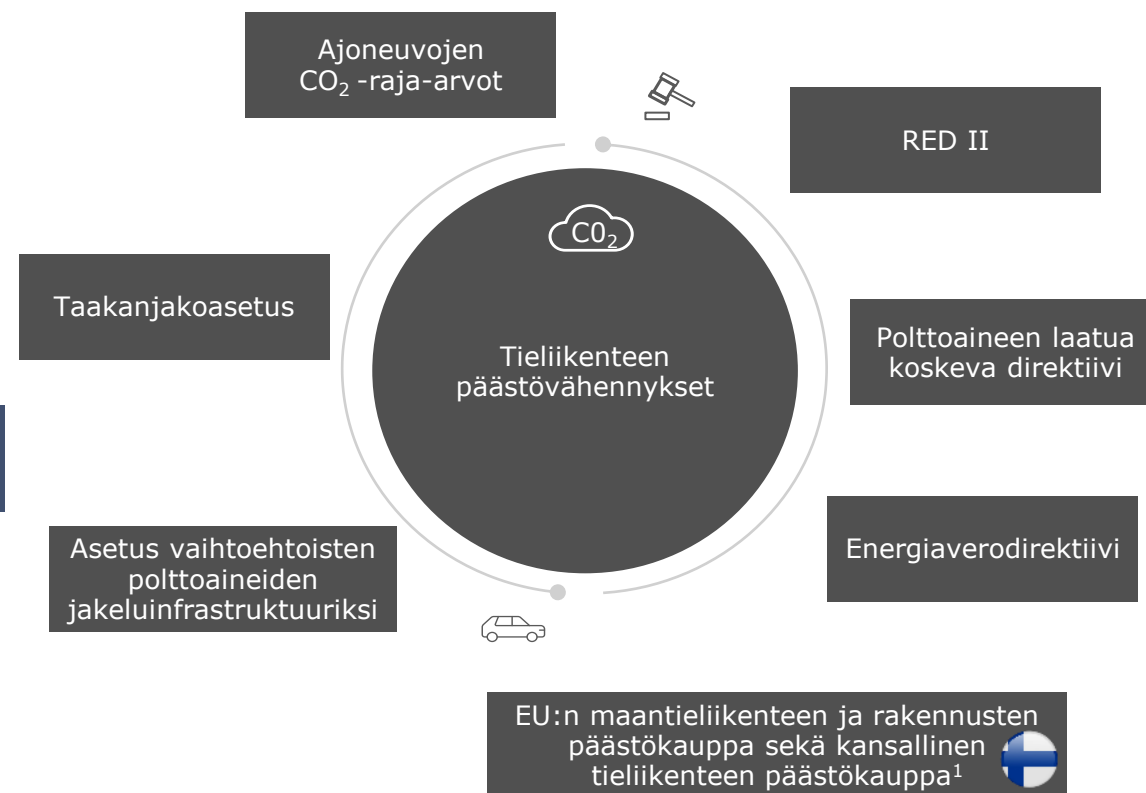 Ajoneuvojen
CO₂ -raja-arvot
RED II
C0₂
Taakanjakoasetus
Tieliikenteen
päästövähennykset
Polttoaineen laatua
koskeva direktiivi
Asetus vaihtoehtoisten
polttoaineiden
jakeluinfrastruktuuriksi
Energiaverodirektiivi
EU:n maantieliikenteen ja rakennusten
päästökauppa sekä kansallinen
tieliikenteen päästökauppa¹